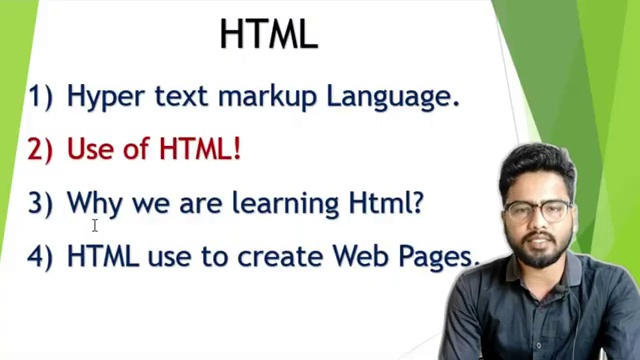 HTML
1) Hyper text markup Language.
2) Use of HTML!
3) Why we are learning Html?
4) HTML use to create Web Pages.